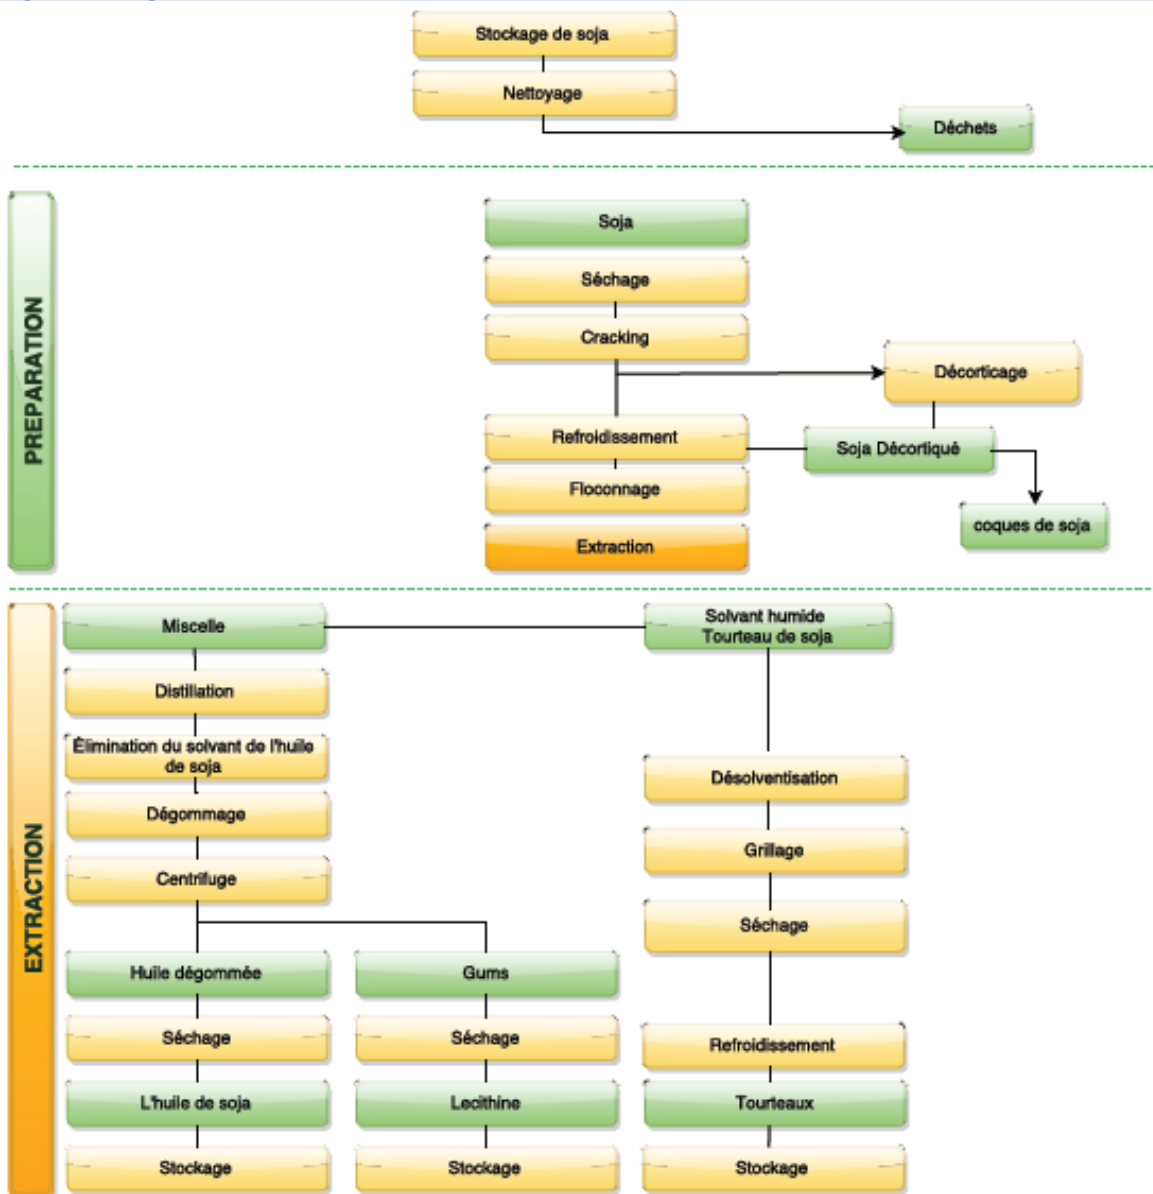 Stockage de soja
Nettoyage
Déchets
PREPARATION
Soja
Séchage
Cracking
Décorticage
Refroidissement
Soja Décortiqué
Floconnage
coques de soja
Extraction
EXTRACTION
Miscelle
Solvant humide
Tourteau de soja
Distillation
Élimination du solvant de l'huile
de soja
Désolventisation
Dégommage
Grillage
Centrifuge
Séchage
Huile dégommée
Gums
Séchage
Séchage
Refroidissement
L'huile de soja
Lecithine
Tourteaux
Stockage
Stockage
Stockage